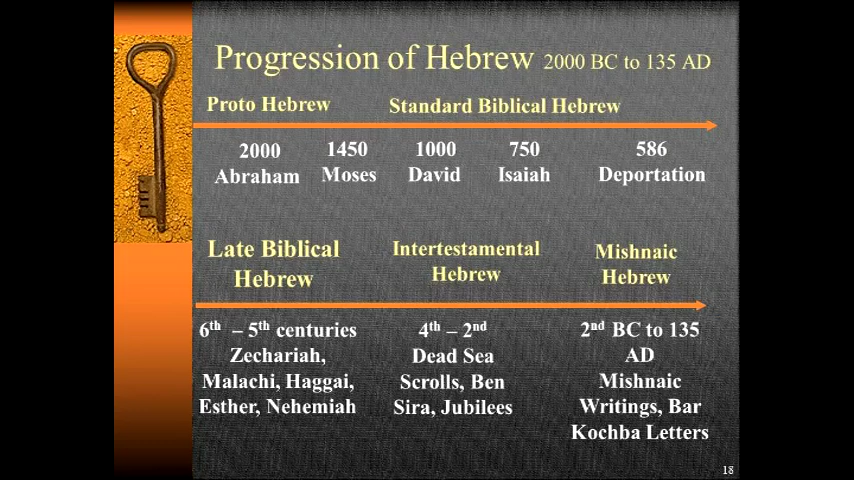 Progression of Hebrew 2000 BC to 135 AD
Proto Hebrew Standard Biblical Hebrew
2000 1450 1000 750 586
Abraham Moses David Isaiah Deportation
Late Biblical
Hebrew
Intertestamental
Hebrew
Mishnaic
Hebrew
6th – 5th centuries
Zechariah,
Malachi, Haggai,
Esther, Nehemiah
4th – 2nd
Dead Sea
Scrolls, Ben
Sira, Jubilees
2nd BC to 135
AD
Mishnaic
Writings, Bar
Kochba Letters
18